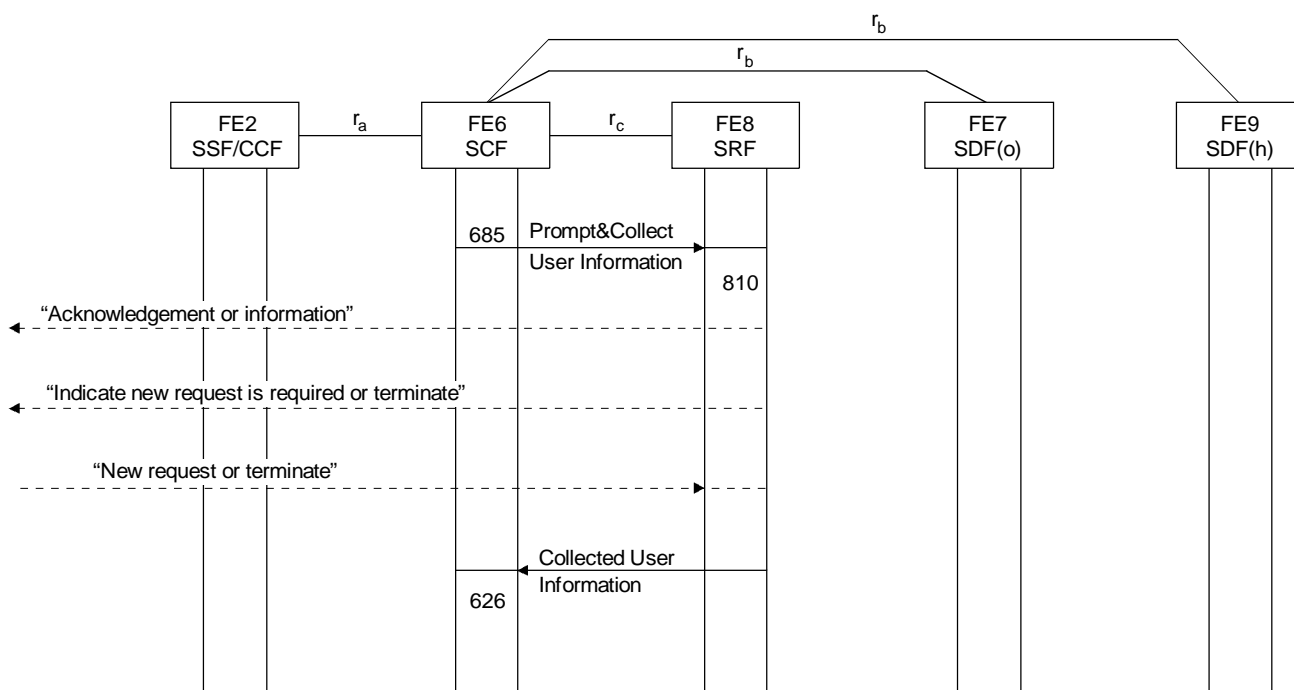 r_b
r_b
FE2
SSF/CCF
r_a
FE6
SCF
r_c
FE8
SRF
FE7
SDF(o)
FE9
SDF(h)
685
Prompt&Collect
User Information
810
“Acknowledgement or information”
“Indicate new request is required or terminate”
“New request or terminate”
Collected User
Information
626